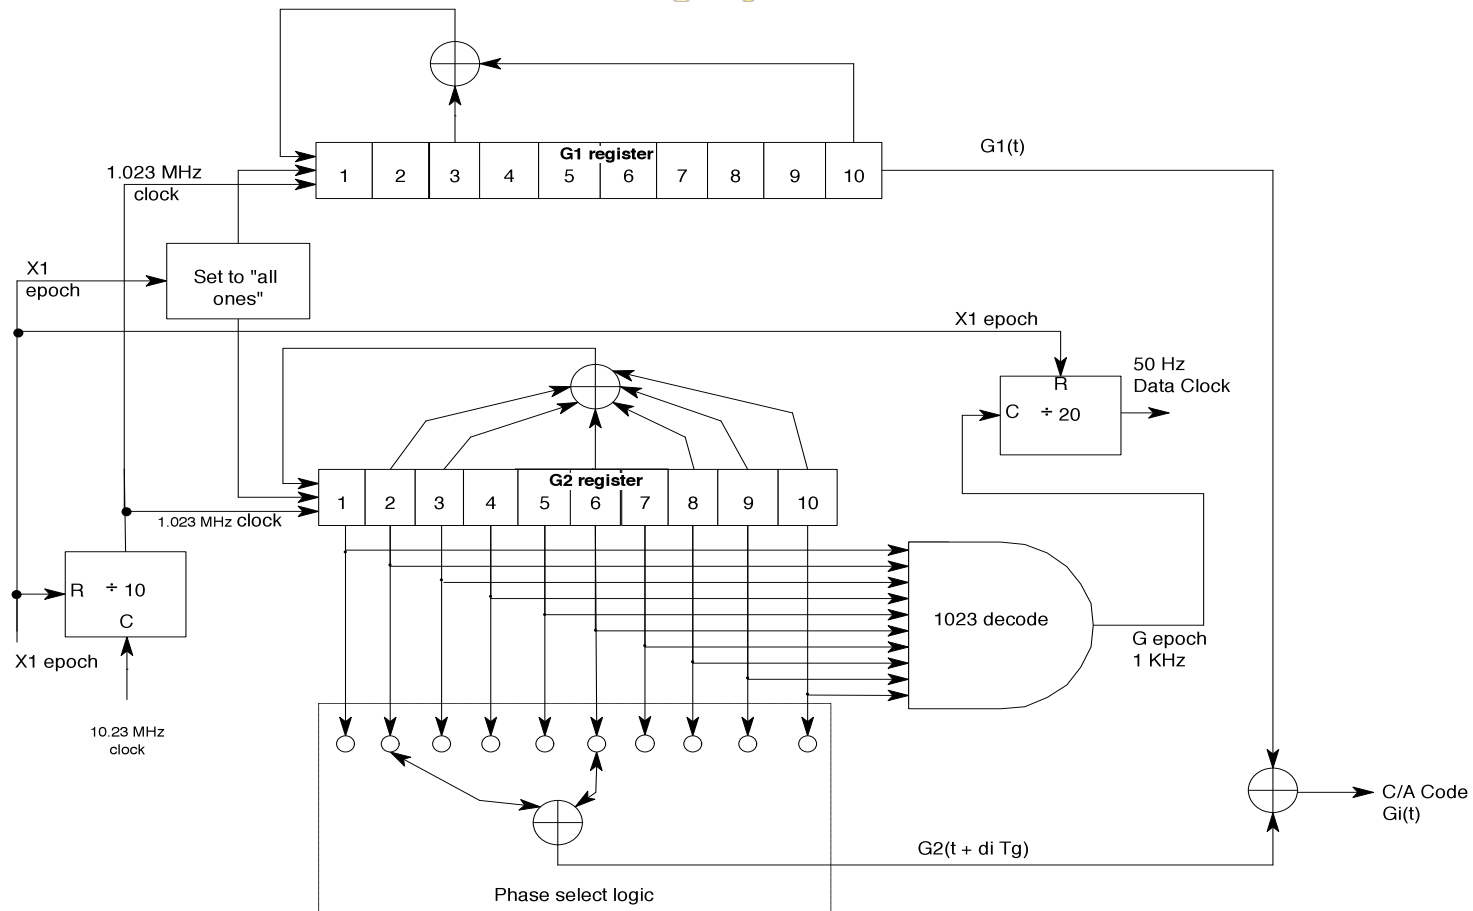 G1 register
1 2 3 4 5 6 7 8 9 10
G1(t)
1.023 MHz
clock
X1
epoch
Set to "all
ones"
X1 epoch
50 Hz
Data Clock
R
C ÷ 20
G2 register
1 2 3 4 5 6 7 8 9 10
1.023 MHz clock
R ÷ 10
C
X1 epoch
10.23 MHz
clock
1023 decode
G epoch
1 KHz
C/A Code
Gi(t)
G2(t + di Tg)
Phase select logic